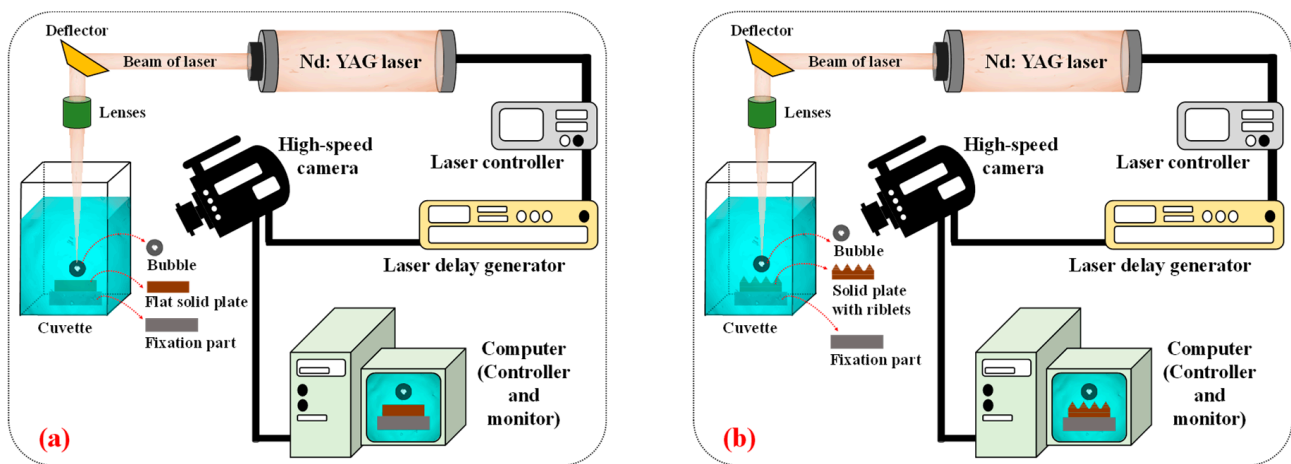 Deflector
Beam of laser
Nd: YAG laser
Lenses
High-speed
camera
Laser controller
Laser delay generator
Bubble
Flat solid plate
Fixation part
Cuvette
Computer
(Controller
and
monitor)
(a)
Deflector
Beam of laser
Nd: YAG laser
Lenses
High-speed
camera
Laser controller
Laser delay generator
Bubble
Solid plate
with riblets
Fixation part
Cuvette
Computer
(Controller
and
monitor)
(b)